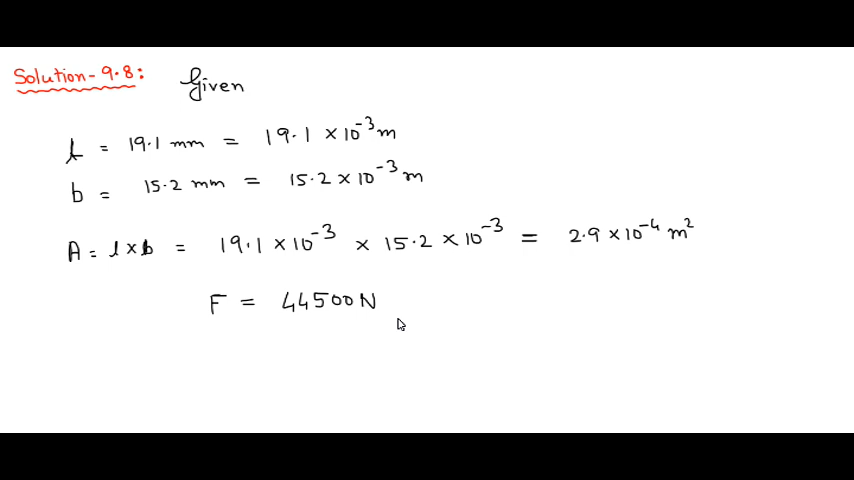 Solution-9.8: Given
l = 19.1 mm = 19.1 × 10⁻³ m
b = 15.2 mm = 15.2 × 10⁻³ m
A = l × b = 19.1 × 10⁻³ × 15.2 × 10⁻³ = 2.9 × 10⁻⁴ m²
F = 44500 N